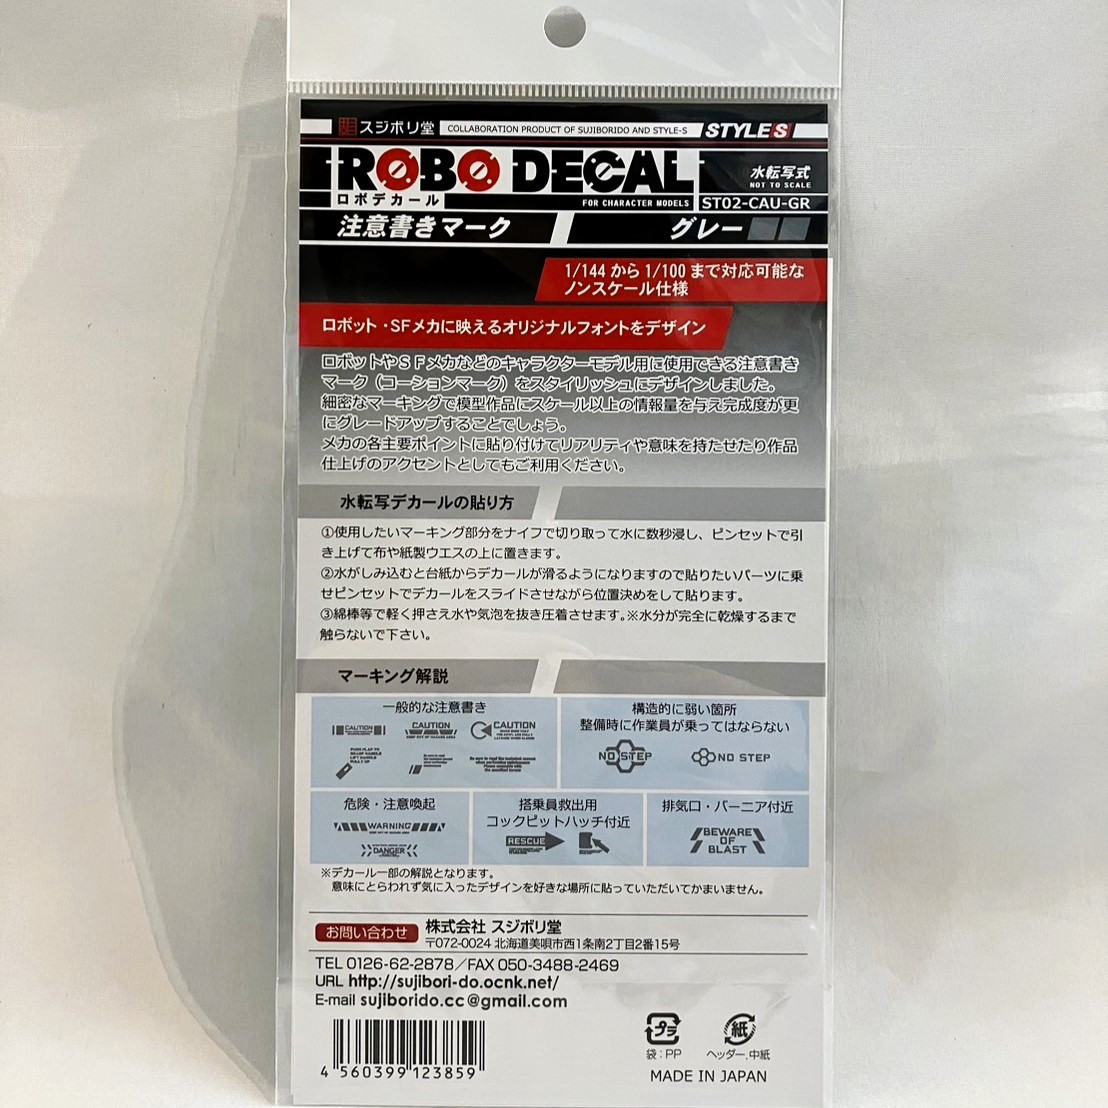 スジボリ堂 COLLABORATION PRODUCT OF SUJIBORIDO AND STYLE-S STYLE S
ROBO DECAL 水転写式
NOT TO SCALE
ロボデカール FOR CHARACTER MODELS ST02-CAU-GR
注意書きマーク グレー
1/144 から 1/100 まで対応可能な
ノンスケール仕様
ロボット・SFメカに映えるオリジナルフォントをデザイン
ロボットやSFメカなどのキャラクターモデル用に使用できる注意書き
マーク（コーションマーク）をスタイリッシュにデザインしました。
細密なマーキングで模型作品にスケール以上の情報量を与え完成度が更
にグレードアップすることでしょう。
メカの各主要ポイントに貼り付けてリアリティや意味を持たせたり作品
仕上げのアクセントとしてもご利用ください。
水転写デカールの貼り方
①使用したいマーキング部分をナイフで切り取って水に数秒浸し、ピンセットで引
き上げて布や紙製ウエスの上に置きます。
②水がしみ込むと台紙からデカールが滑るようになりますので貼りたいパーツに乗
せピンセットでデカールをスライドさせながら位置決めをして貼ります。
③綿棒等で軽く押さえ水や気泡を抜き圧着させます。※水分が完全に乾燥するまで
触らないで下さい。
マーキング解説
一般的な注意書き
CAUTION CAUTION CAUTION
構造的に弱い箇所
整備時に作業員が乗ってはならない
NO STEP NO STEP
危険・注意喚起
WARNING
DANGER
搭乗員救出用
コックピットハッチ付近
RESCUE
排気口・バーニア付近
BEWARE
OF
BLAST
※デカール一部の解説となります。
意味にとらわれず気に入ったデザインを好きな場所に貼っていただいてかまいません。
お問い合わせ 株式会社 スジボリ堂
〒072-0024 北海道美唄市西1条南2丁目2番15号
TEL 0126-62-2878／FAX 050-3488-2469
URL http://sujibori-do.ocnk.net/
E-mail sujiborido.cc@gmail.com
4 560399 123859
プラ 紙
袋：PP ヘッダー,中紙
MADE IN JAPAN